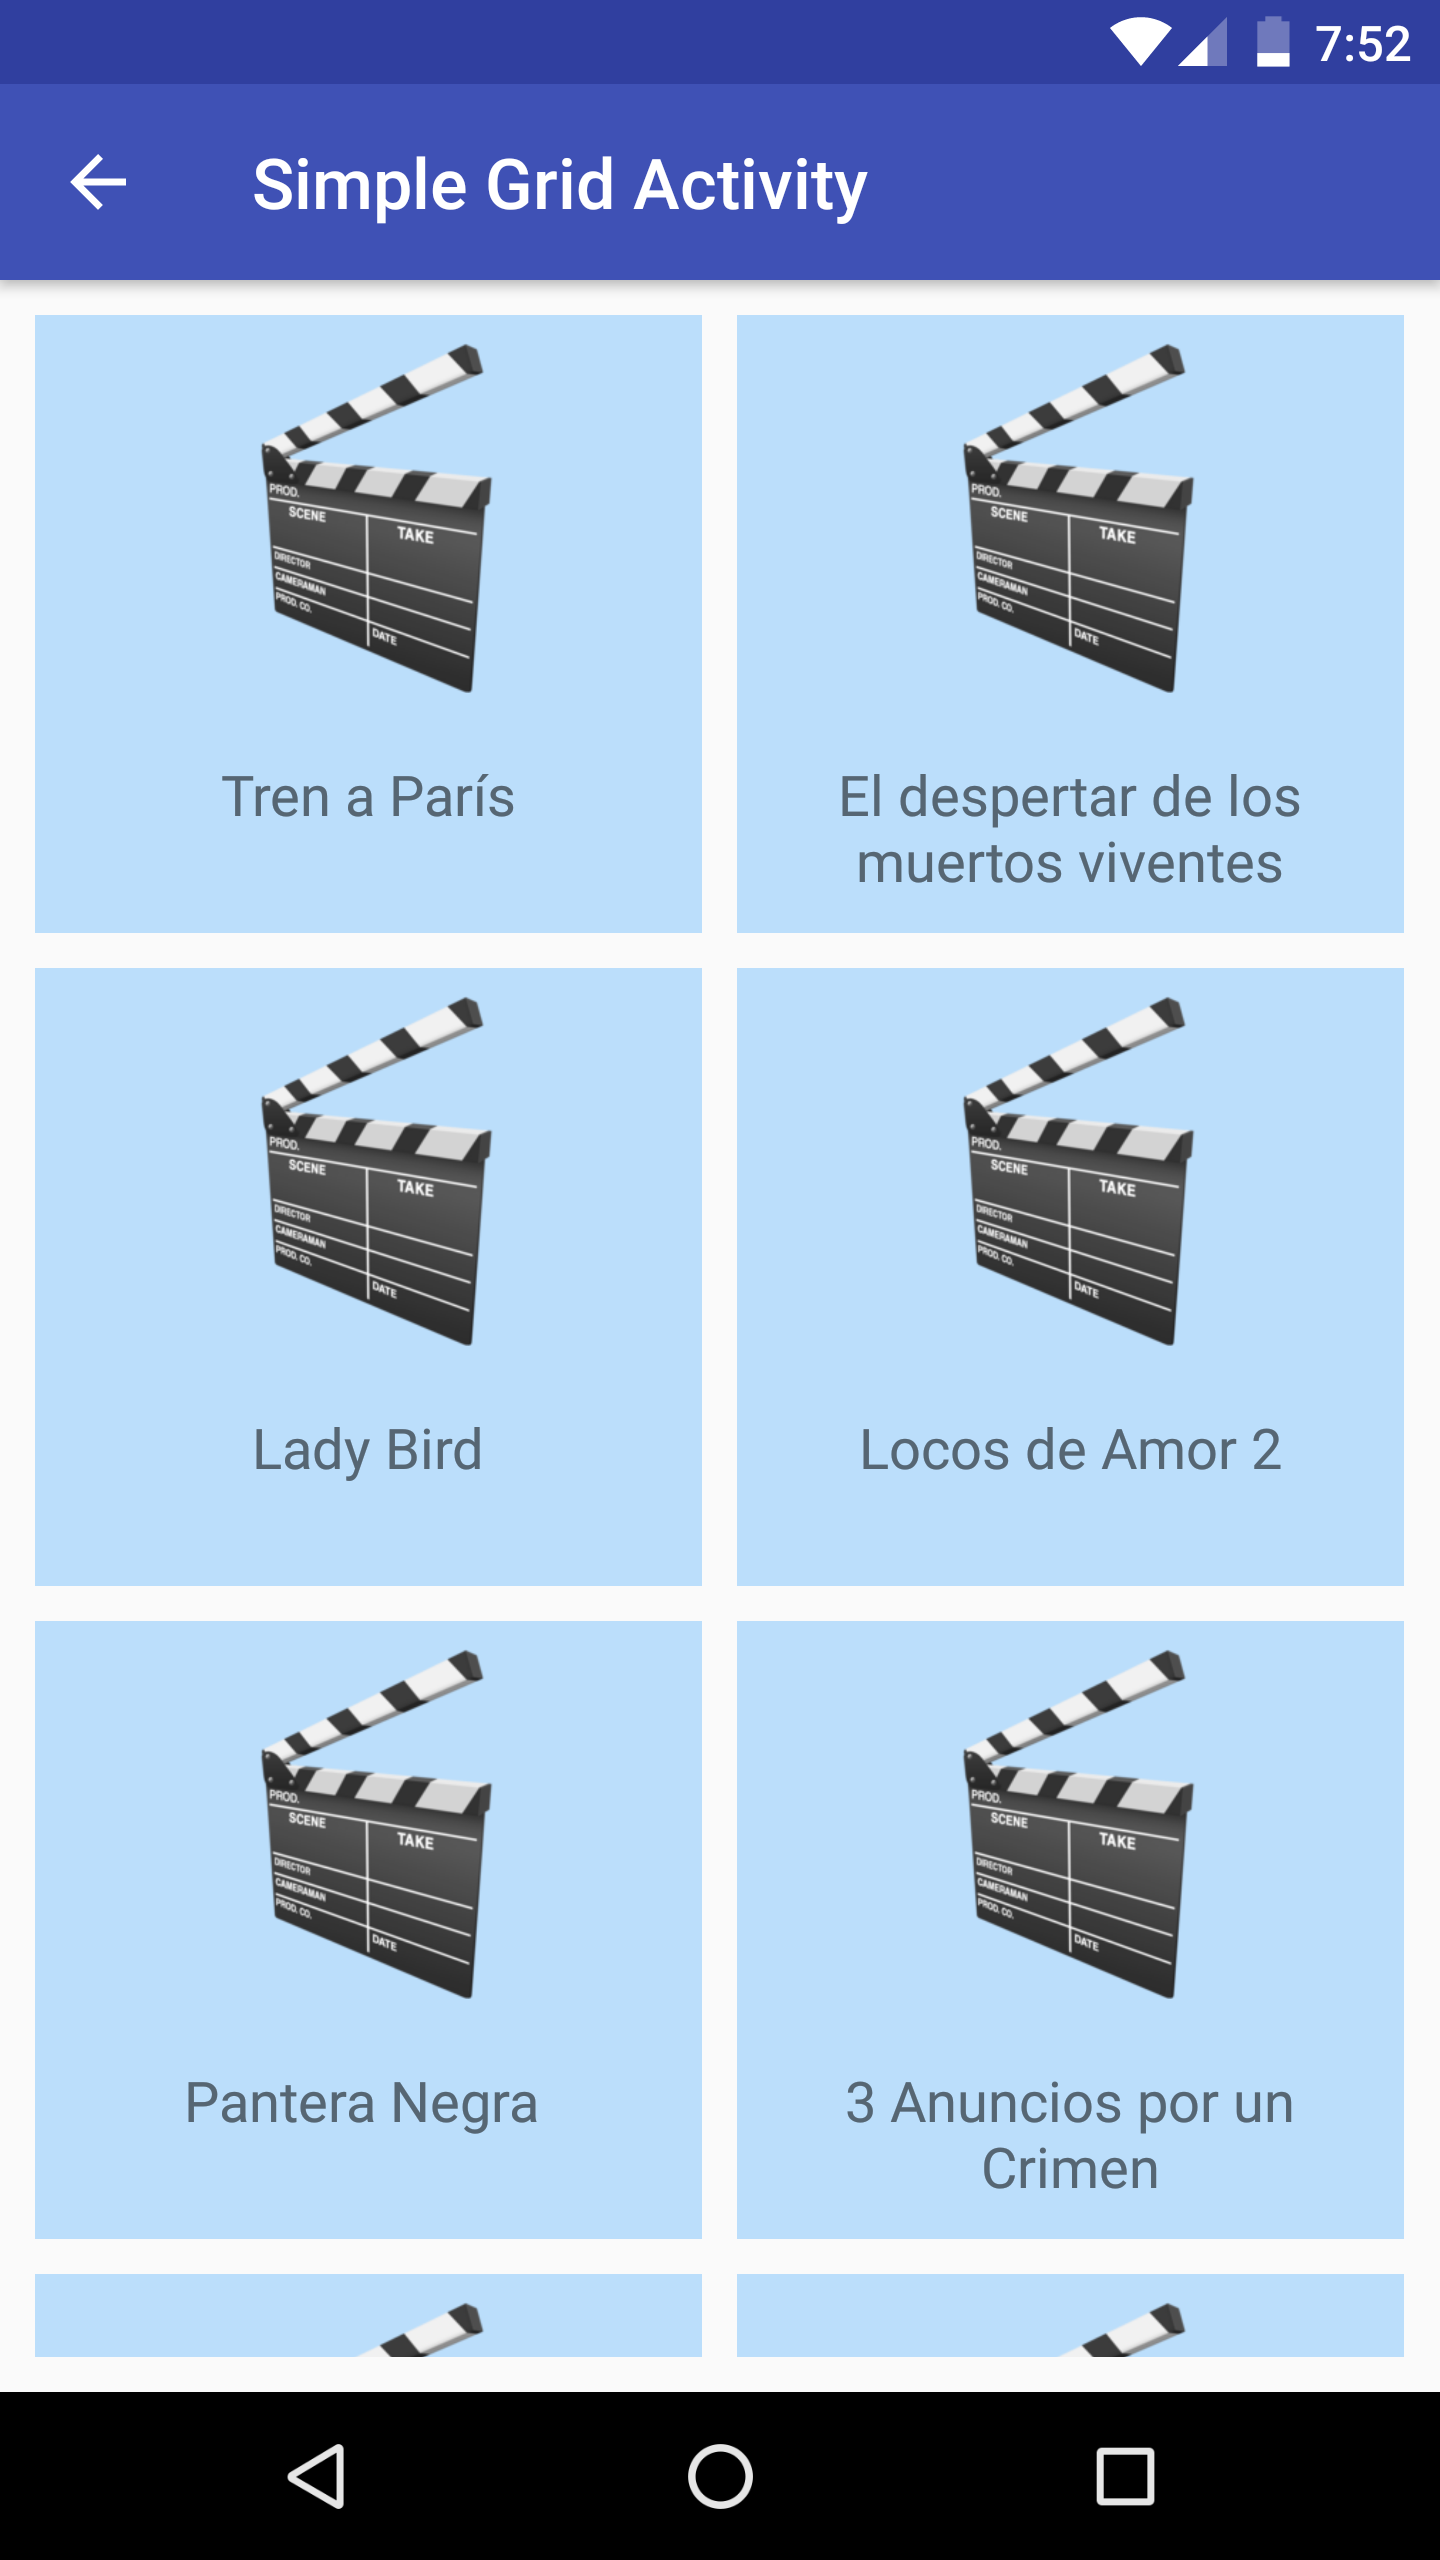 7:52
Simple Grid Activity
PROD.
SCENE
TAKE
DIRECTOR
CAMERAMAN
PROD. CO.
DATE
PROD.
SCENE
TAKE
DIRECTOR
CAMERAMAN
PROD. CO.
DATE
Tren a París
El despertar de los
muertos viventes
PROD.
SCENE
TAKE
DIRECTOR
CAMERAMAN
PROD. CO.
DATE
PROD.
SCENE
TAKE
DIRECTOR
CAMERAMAN
PROD. CO.
DATE
Lady Bird
Locos de Amor 2
PROD.
SCENE
TAKE
DIRECTOR
CAMERAMAN
PROD. CO.
DATE
PROD.
SCENE
TAKE
DIRECTOR
CAMERAMAN
PROD. CO.
DATE
Pantera Negra
3 Anuncios por un
Crimen